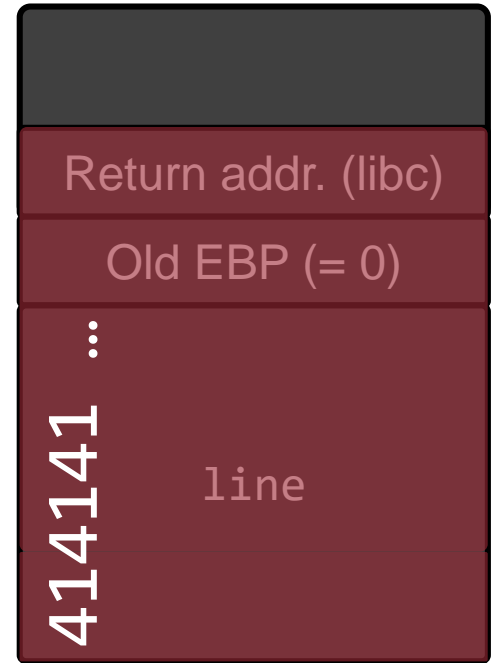 Return addr. (libc)
Old EBP (= 0)
line
414141 ...